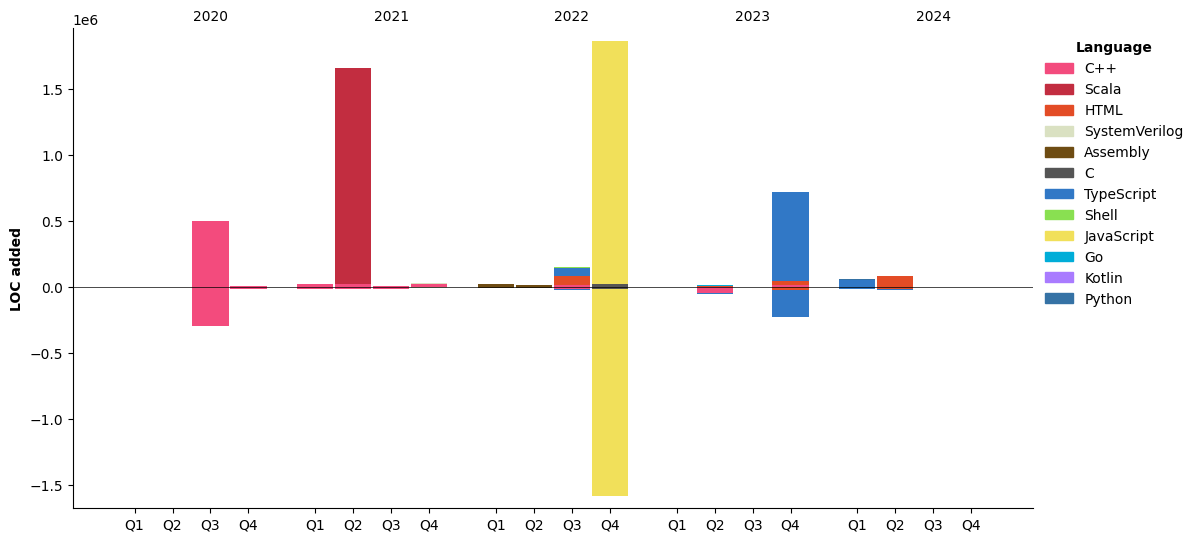 2020 2021 2022 2023 2024
1e6
Language
C++
Scala
HTML
SystemVerilog
Assembly
C
TypeScript
Shell
JavaScript
Go
Kotlin
Python
LOC added
1.5
1.0
0.5
0.0
−0.5
−1.0
−1.5
Q1 Q2 Q3 Q4 Q1 Q2 Q3 Q4 Q1 Q2 Q3 Q4 Q1 Q2 Q3 Q4 Q1 Q2 Q3 Q4